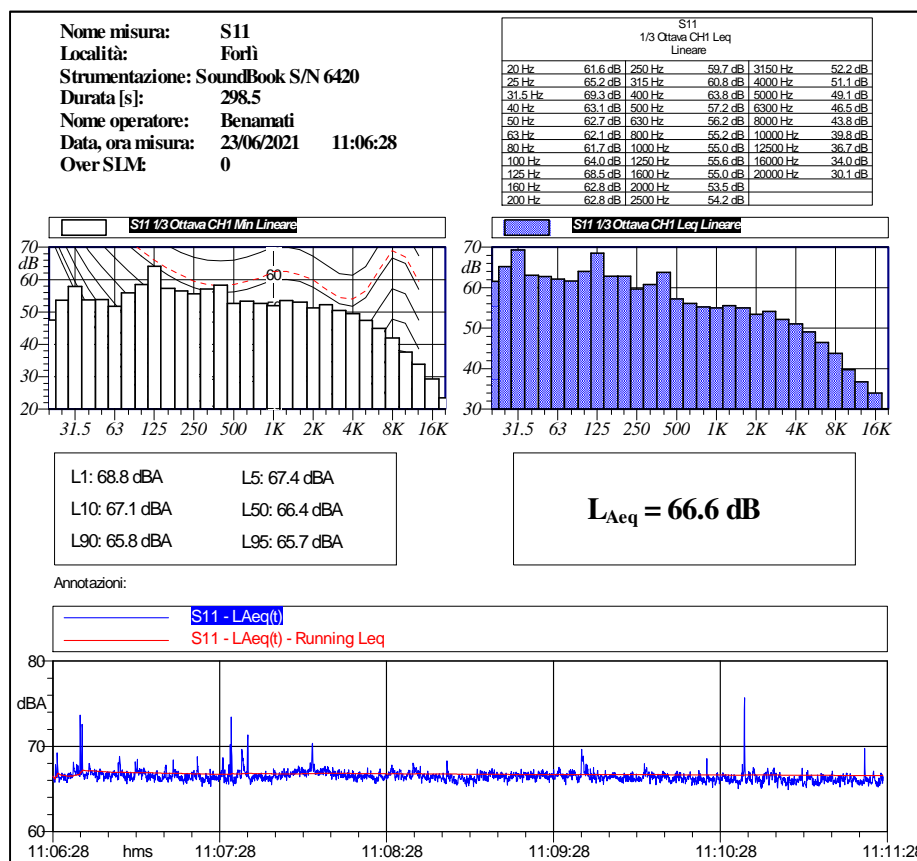 Nome misura: S11
Località: Forlì
Strumentazione: SoundBook S/N 6420
Durata [s]: 298.5
Nome operatore: Benamati
Data, ora misura: 23/06/2021 11:06:28
Over SLM: 0
S11
1/3 Ottava CH1 Leq
Lineare
20 Hz 61.6 dB 250 Hz 59.7 dB 3150 Hz 52.2 dB
25 Hz 65.2 dB 315 Hz 60.8 dB 4000 Hz 51.1 dB
31.5 Hz 69.3 dB 400 Hz 63.8 dB 5000 Hz 49.1 dB
40 Hz 63.1 dB 500 Hz 57.2 dB 6300 Hz 46.5 dB
50 Hz 62.7 dB 630 Hz 56.2 dB 8000 Hz 43.8 dB
63 Hz 62.1 dB 800 Hz 55.2 dB 10000 Hz 39.8 dB
80 Hz 61.7 dB 1000 Hz 55.0 dB 12500 Hz 36.7 dB
100 Hz 64.0 dB 1250 Hz 55.6 dB 16000 Hz 34.0 dB
125 Hz 68.5 dB 1600 Hz 55.0 dB 20000 Hz 30.1 dB
160 Hz 62.8 dB 2000 Hz 53.5 dB
200 Hz 62.8 dB 2500 Hz 54.2 dB
S11 1/3 Ottava CH1 Min Lineare
70
dB
60
50
40
30
20
60
31.5 63 125 250 500 1K 2K 4K 8K 16K
S11 1/3 Ottava CH1 Leq Lineare
70
dB
60
50
40
30
31.5 63 125 250 500 1K 2K 4K 8K 16K
L1: 68.8 dBA L5: 67.4 dBA
L10: 67.1 dBA L50: 66.4 dBA
L90: 65.8 dBA L95: 65.7 dBA
LAeq = 66.6 dB
Annotazioni:
S11 - LAeq(t)
S11 - LAeq(t) - Running Leq
80
dBA
70
60
11:06:28 hms 11:07:28 11:08:28 11:09:28 11:10:28 11:11:28